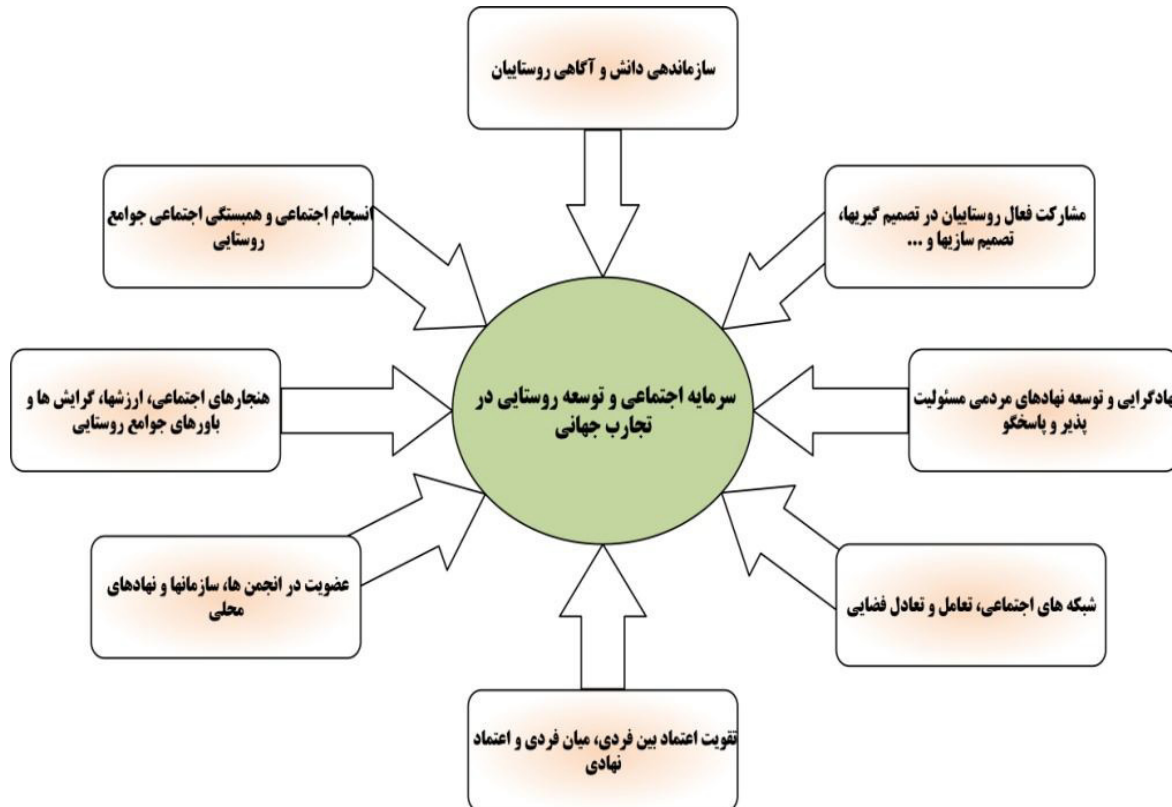 سازماندهی دانش و آگاهی روستاییان
مشارکت فعال روستاییان در تصمیم گیریها،
تصمیم سازیها و ...
انسجام اجتماعی و همبستگی اجتماعی جوامع
روستایی
سرمایه اجتماعی و توسعه روستایی در
تجارب جهانی
هادگرایی و توسعه نهادهای مردمی مسئولیت
پذیر و پاسخگو
هنجارهای اجتماعی، ارزشها، گرایش ها و
باورهای جوامع روستایی
شبکه های اجتماعی، تعامل و تعادل فضایی
عضویت در انجمن ها، سازمانها و نهادهای
محلی
تقویت اعتماد بین فردی، میان فردی و اعتماد
نهادی